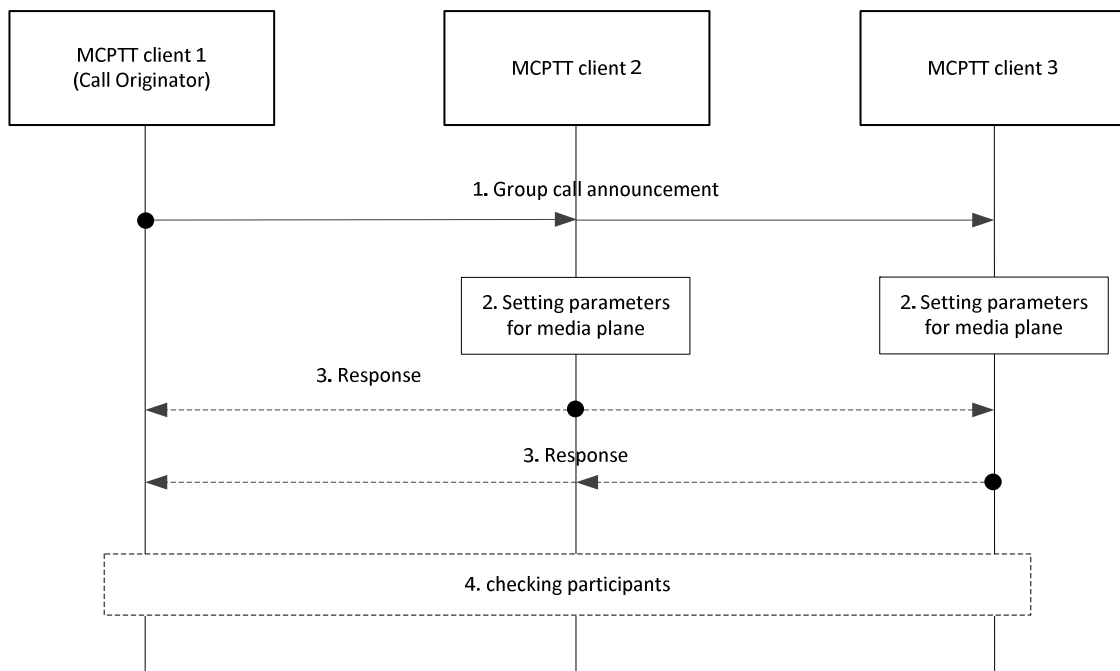 MCPTT client 1
(Call Originator)
MCPTT client 2
MCPTT client 3
1. Group call announcement
2. Setting parameters
for media plane
2. Setting parameters
for media plane
3. Response
3. Response
4. checking participants